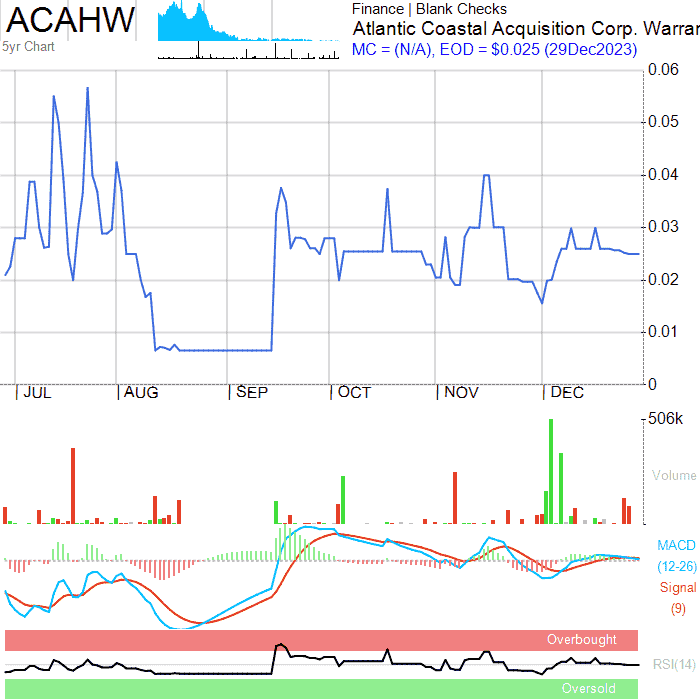 ACAHW
5yr Chart
Finance | Blank Checks
Atlantic Coastal Acquisition Corp. Warran
MC = (N/A), EOD = $0.025 (29Dec2023)
0.06
0.05
0.04
0.03
0.02
0.01
0
JUL AUG SEP OCT NOV DEC
506k
Volume
MACD
(12-26)
Signal
(9)
Overbought
RSI(14)
Oversold